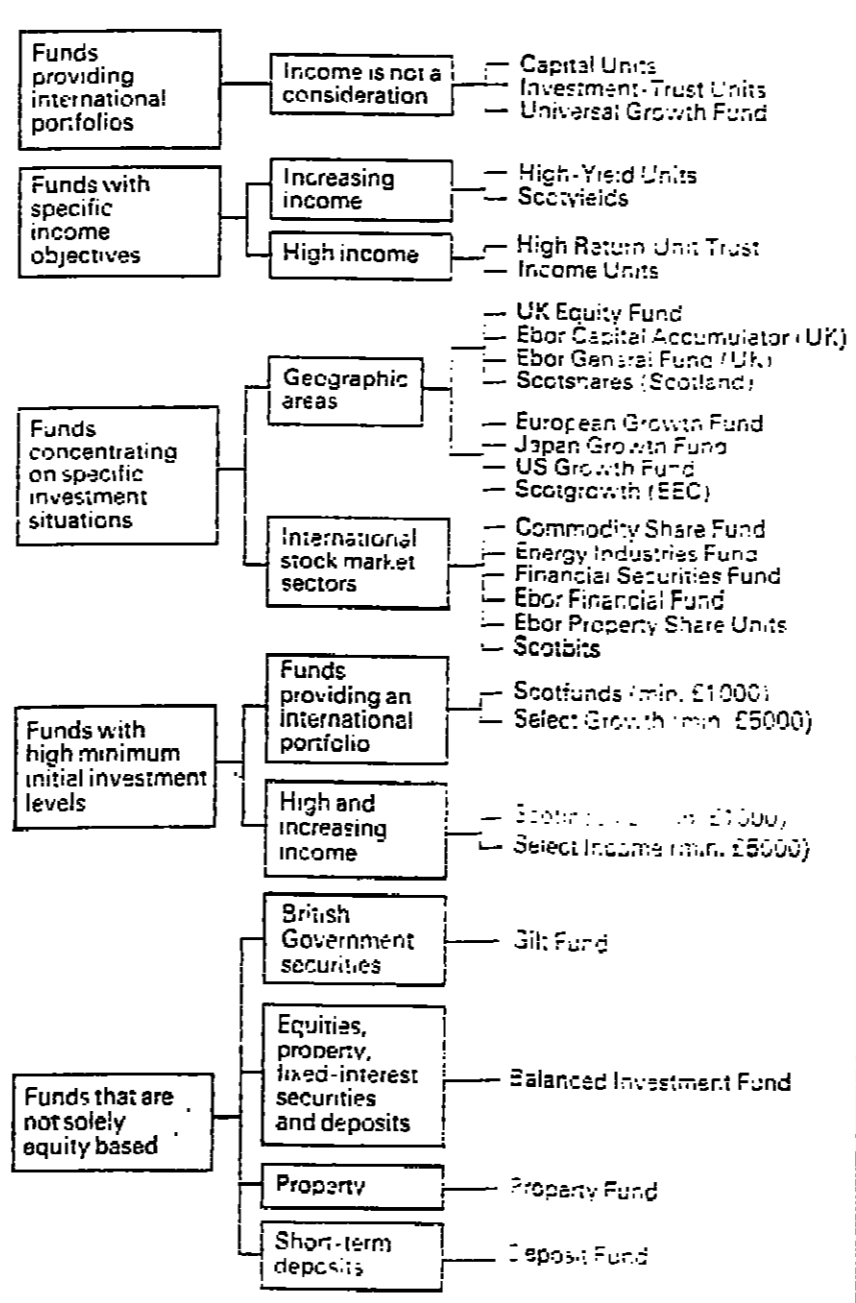 Funds
providing
international
portfolios
Income is not a
consideration
Capital Units
Investment-Trust Units
Universal Growth Fund
Funds with
specific
income
objectives
Increasing
income
High-Yield Units
Scotyields
High income
High Return Unit Trust
Income Units
Funds
concentrating
on specific
investment
situations
Geographic
areas
UK Equity Fund
Ebor Capital Accumulator (UK)
Ebor General Fund (UK)
Scotshares (Scotland)
European Growth Fund
Japan Growth Fund
US Growth Fund
Scotgrowth (EEC)
International
stock market
sectors
Commodity Share Fund
Energy Industries Fund
Financial Securities Fund
Ebor Financial Fund
Ebor Property Share Units
Scotbits
Funds with
high minimum
initial investment
levels
Funds
providing an
international
portfolio
Scotfunds (min. £1000)
Select Growth (min. £5000)
High and
increasing
income
£1000)
Select Income (min. £5000)
Funds that are
not solely
equity based
British
Government
securities
Gilt Fund
Equities,
property,
fixed-interest
securities
and deposits
Balanced Investment Fund
Property
Property Fund
Short-term
deposits
Deposit Fund